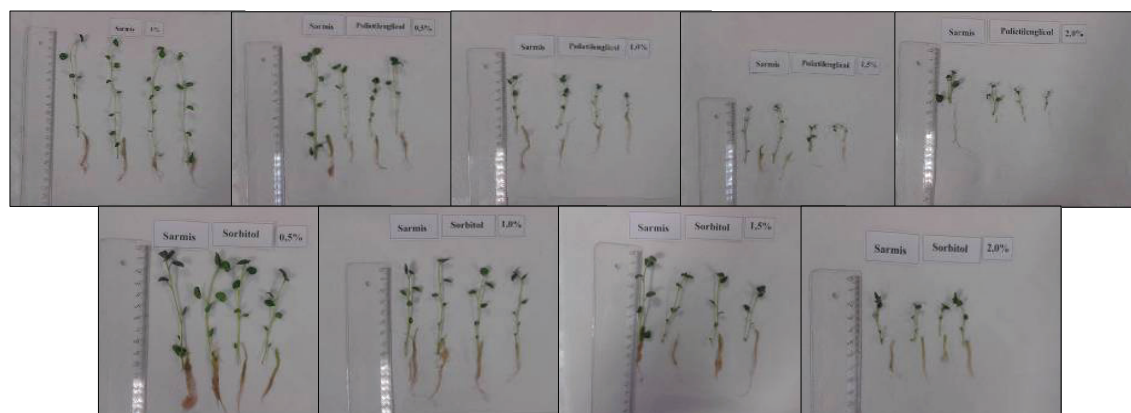 Sarmis
Sarmis Polietilenglicol 0,5%
Sarmis Polietilenglicol 1,0%
Sarmis Polietilenglicol 1,5%
Sarmis Polietilenglicol 2,0%
Sarmis Sorbitol 0,5%
Sarmis Sorbitol 1,0%
Sarmis Sorbitol 1,5%
Sarmis Sorbitol 2,0%